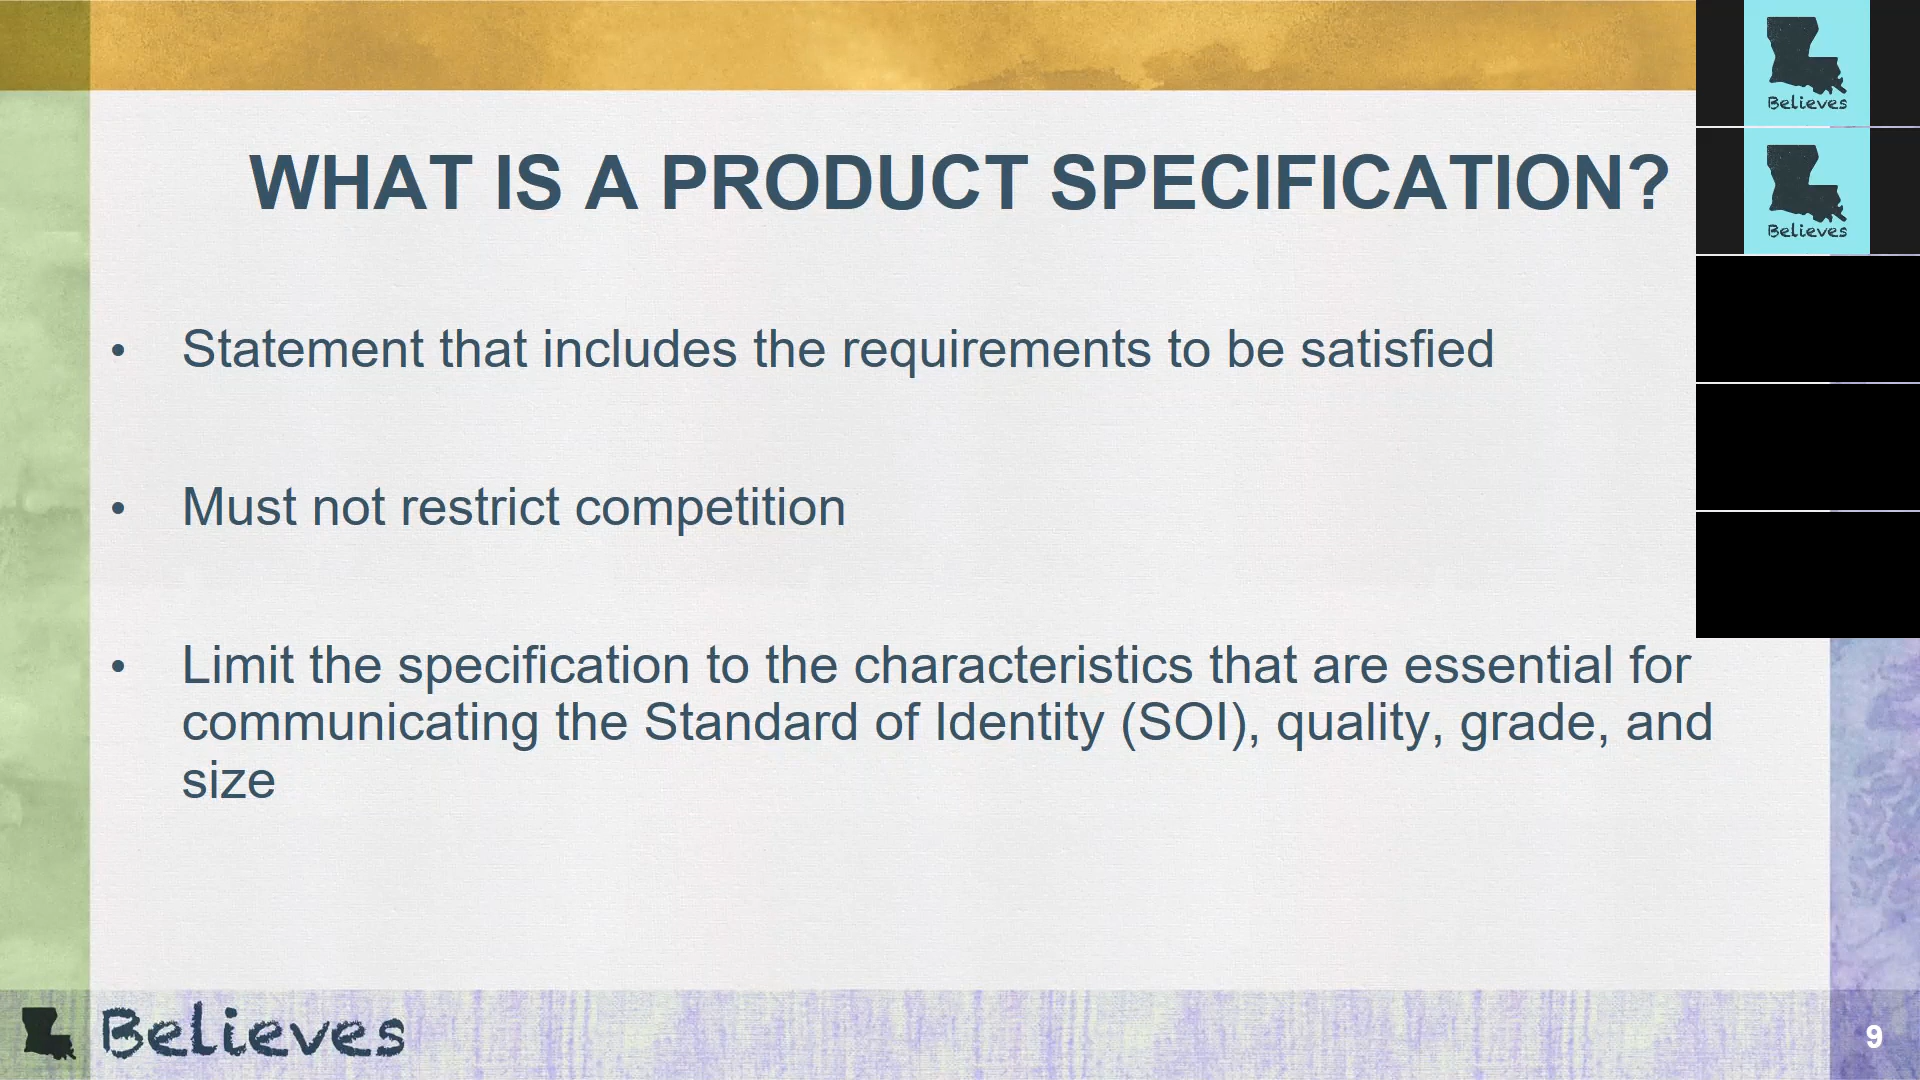 WHAT IS A PRODUCT SPECIFICATION?
• Statement that includes the requirements to be satisfied
• Must not restrict competition
• Limit the specification to the characteristics that are essential for
communicating the Standard of Identity (SOI), quality, grade, and
size
Believes
Believes
Believes
9